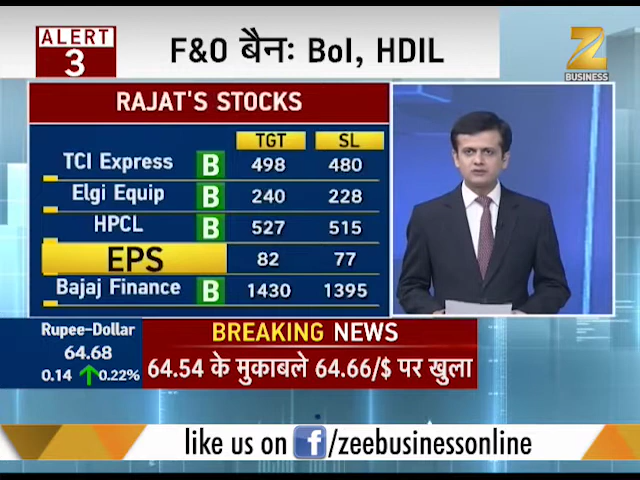 ALERT
3
F&O बैनः BoI, HDIL
Z
BUSINESS
RAJAT'S STOCKS
TGT SL
TCI Express B 498 480
Elgi Equip B 240 228
HPCL B 527 515
EPS 82 77
Bajaj Finance B 1430 1395
Rupee-Dollar
64.68
0.14 0.22%
BREAKING NEWS
64.54 के मुकाबले 64.66/$ पर खुला
like us on f/zeebusinessonline